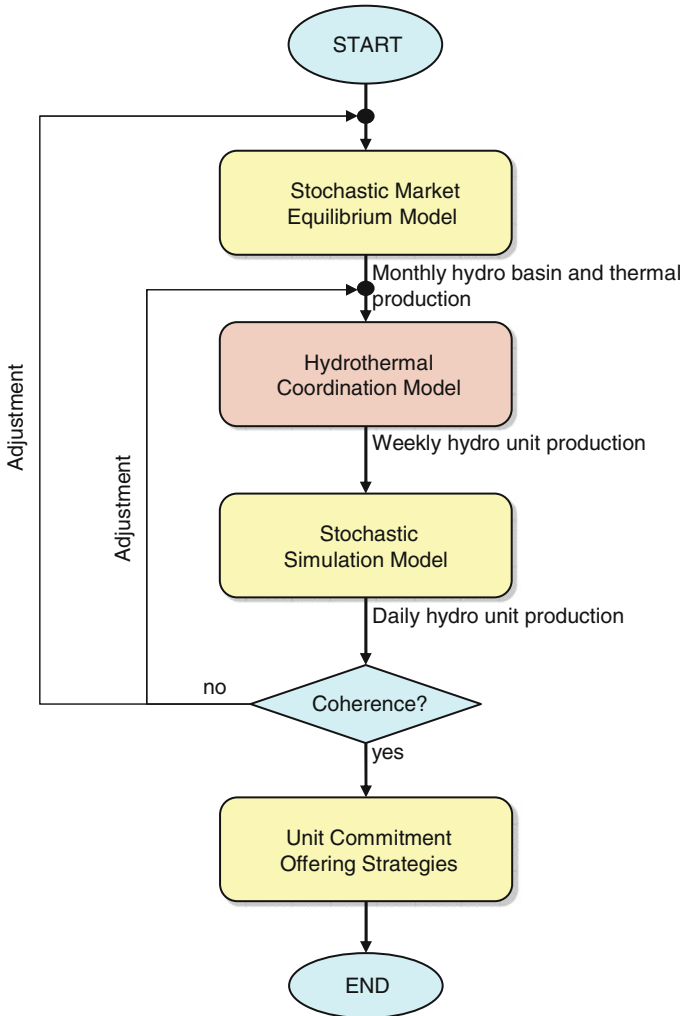 START
Stochastic Market
Equilibrium Model
Monthly hydro basin and thermal
production
Hydrothermal
Coordination Model
Adjustment
Weekly hydro unit production
Adjustment
Stochastic
Simulation Model
Daily hydro unit production
no
Coherence?
yes
Unit Commitment
Offering Strategies
END